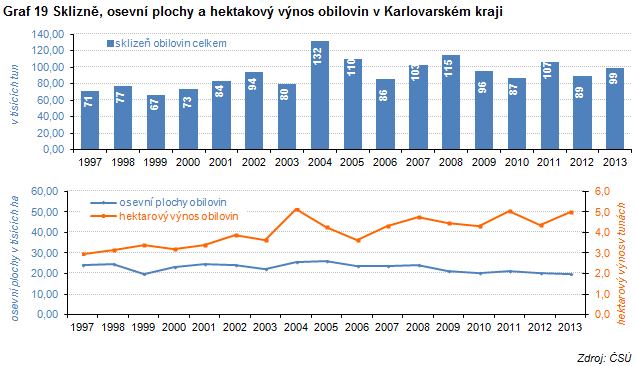 Graf 19 Sklizně, osevní plochy a hektakový výnos obilovin v Karlovarském kraji
v tisících tun
140,00
120,00
100,00
80,00
60,00
40,00
20,00
0,00
sklizeň obilovin celkem
71 77 67 73 84 94 80 132 110 86 103 115 96 87 107 89 99
1997 1998 1999 2000 2001 2002 2003 2004 2005 2006 2007 2008 2009 2010 2011 2012 2013
osevní plochy v tisících ha
60,00
50,00
40,00
30,00
20,00
10,00
0,00
osevní plochy obilovin
hektarový výnos obilovin
6,0
5,0
4,0
3,0
2,0
1,0
0,0
hektarový výnosv tunách
1997 1998 1999 2000 2001 2002 2003 2004 2005 2006 2007 2008 2009 2010 2011 2012 2013
Zdroj: ČSÚ